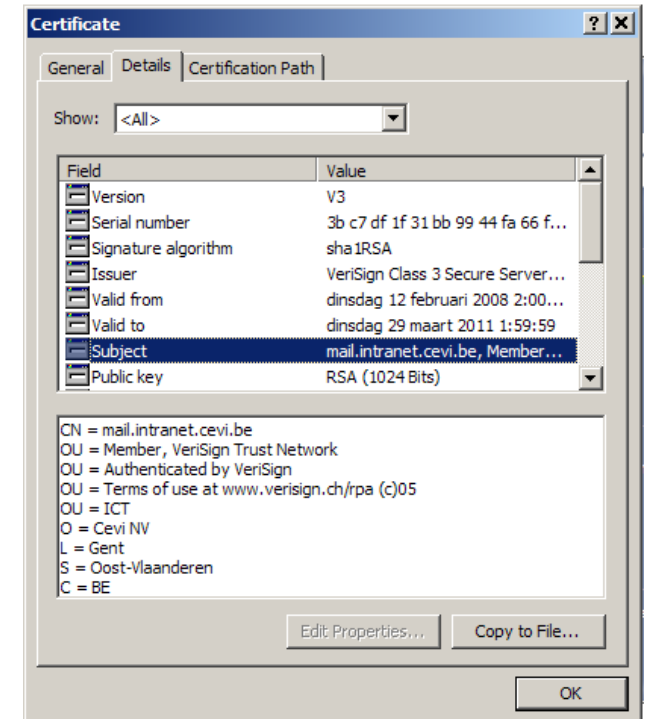 Certificate
General Details Certification Path
Show: <All>
Field Value
Version V3
Serial number 3b c7 df 1f 31 bb 99 44 fa 66 f...
Signature algorithm sha1RSA
Issuer VeriSign Class 3 Secure Server...
Valid from dinsdag 12 februari 2008 2:00...
Valid to dinsdag 29 maart 2011 1:59:59
Subject mail.intranet.cevi.be, Member...
Public key RSA (1024 Bits)
CN = mail.intranet.cevi.be
OU = Member, VeriSign Trust Network
OU = Authenticated by VeriSign
OU = Terms of use at www.verisign.ch/rpa (c)05
OU = ICT
O = Cevi NV
L = Gent
S = Oost-Vlaanderen
C = BE
Edit Properties... Copy to File...
OK